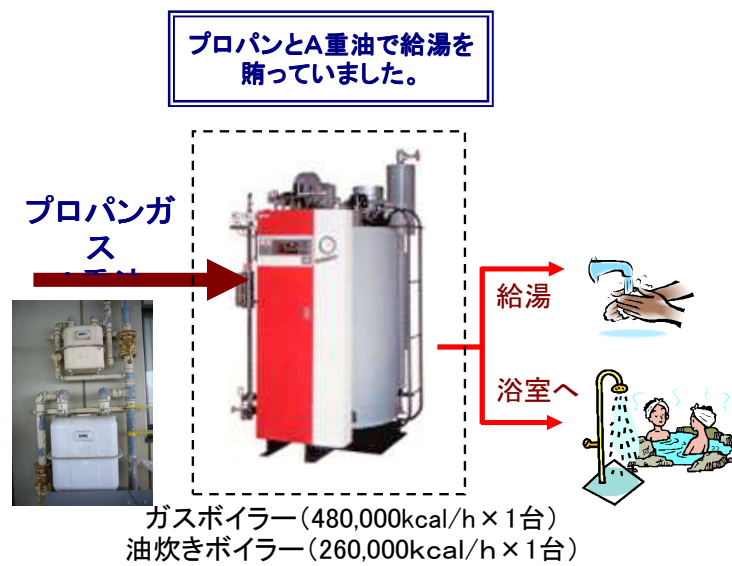 プロパンとA重油で給湯を
賄っていました。
プロパンガ
ス
重油
給湯
浴室へ
ガスボイラー（480,000kcal/h×1台）
油炊きボイラー（260,000kcal/h×1台）